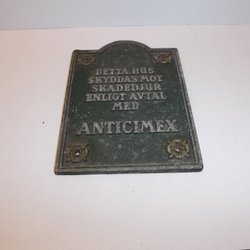 DETTA HUS
SKYDDAS MOT
SKADEDJUR
ENLIGT AVTAL
MED
ANTICIMEX